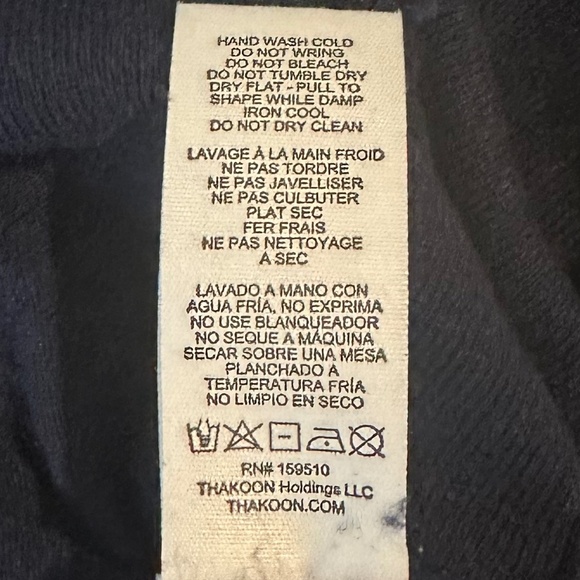 HAND WASH COLD
DO NOT WRING
DO NOT BLEACH
DO NOT TUMBLE DRY
DRY FLAT - PULL TO
SHAPE WHILE DAMP
IRON COOL
DO NOT DRY CLEAN
LAVAGE À LA MAIN FROID
NE PAS TORDRE
NE PAS JAVELLISER
NE PAS CULBUTER
PLAT SEC
FER FRAIS
NE PAS NETTOYAGE
A SEC
LAVADO A MANO CON
AGUA FRÍA, NO EXPRIMA
NO USE BLANQUEADOR
NO SEQUE A MÁQUINA
SECAR SOBRE UNA MESA
PLANCHADO A
TEMPERATURA FRÍA
NO LIMPIO EN SECO
RN# 159510
THAKOON Holdings LLC
THAKOON.COM